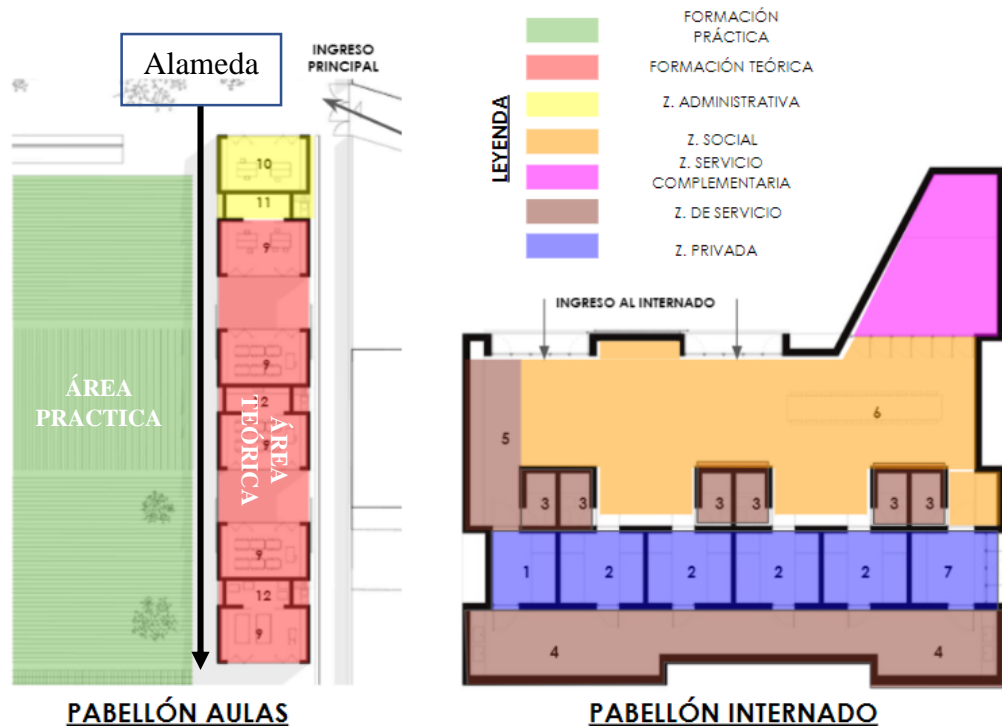 Alameda
INGRESO
PRINCIPAL
10
11
9
9
12
9
9
12
9
ÁREA
PRACTICA
ÁREA
TEÓRICA
PABELLÓN AULAS
LEYENDA
FORMACIÓN
PRÁCTICA
FORMACIÓN TEÓRICA
Z. ADMINISTRATIVA
Z. SOCIAL
Z. SERVICIO
COMPLEMENTARIA
Z. DE SERVICIO
Z. PRIVADA
INGRESO AL INTERNADO
6
5
3 3 3 3 3 3
1 2 2 2 2 7
4 4
PABELLÓN INTERNADO